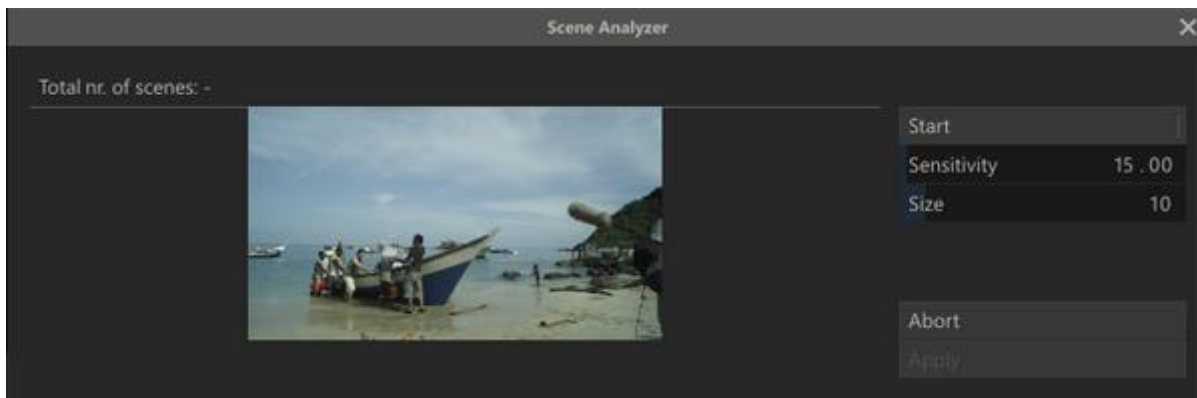 Scene Analyzer
Total nr. of scenes: -
Start
Sensitivity 15 . 00
Size 10
Abort
Apply